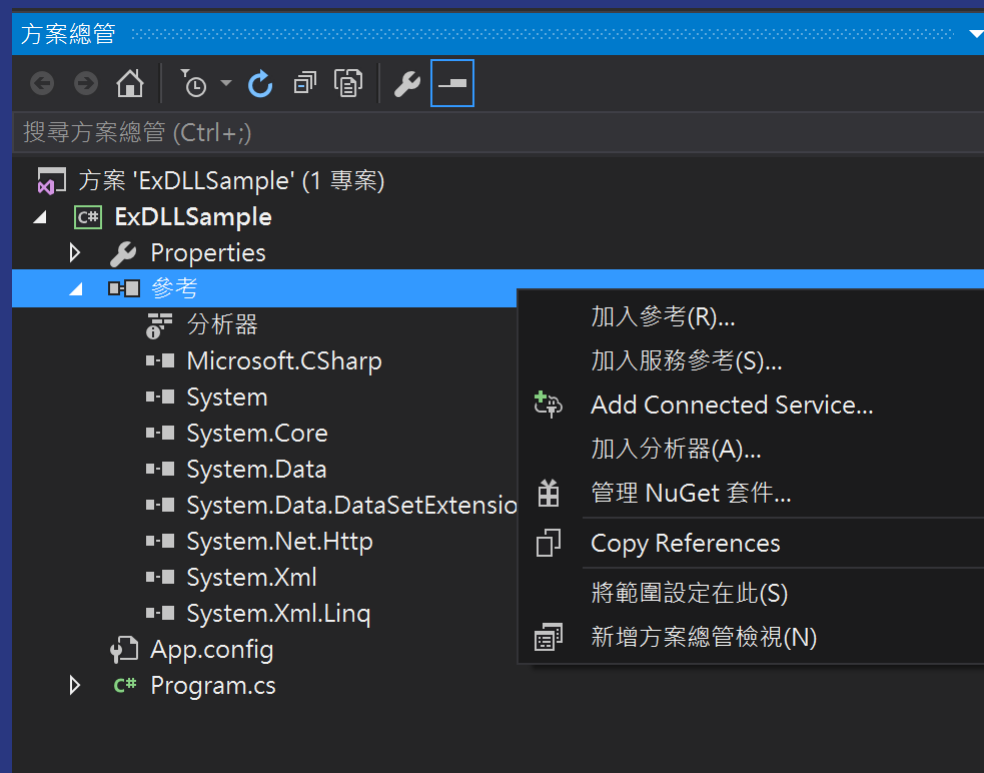 方案總管
搜尋方案總管 (Ctrl+;)
方案 'ExDLLSample' (1 專案)
C# ExDLLSample
Properties
參考
分析器
Microsoft.CSharp
System
System.Core
System.Data
System.Data.DataSetExtensio
System.Net.Http
System.Xml
System.Xml.Linq
App.config
C# Program.cs
加入參考(R)...
加入服務參考(S)...
Add Connected Service...
加入分析器(A)...
管理 NuGet 套件...
Copy References
將範圍設定在此(S)
新增方案總管檢視(N)